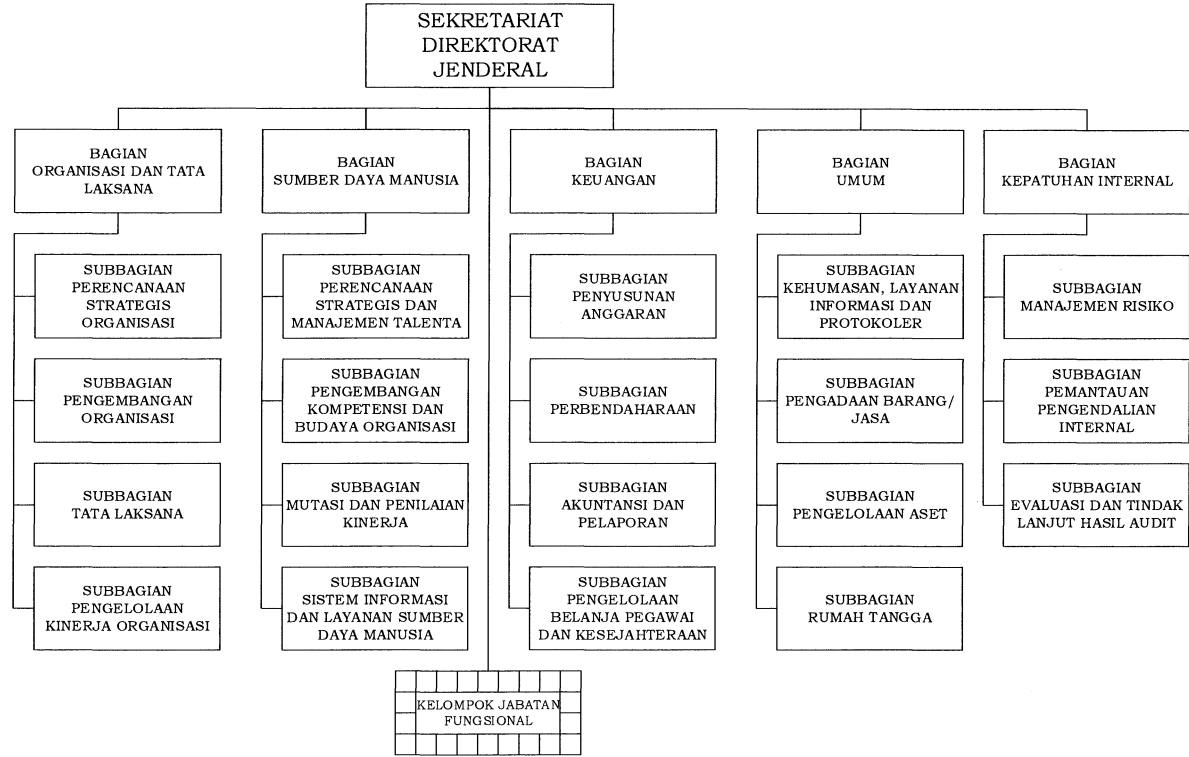 SEKRETARIAT
DIREKTORAT
JENDERAL
BAGIAN
ORGANISASI DAN TATA
LAKSANA
BAGIAN
SUMBER DAYA MANUSIA
BAGIAN
KEUANGAN
BAGIAN
UMUM
BAGIAN
KEPATUHAN INTERNAL
SUBBAGIAN
PERENCANAAN
STRATEGIS
ORGANISASI
SUBBAGIAN
PERENCANAAN
STRATEGIS DAN
MANAJEMEN TALENTA
SUBBAGIAN
PENYUSUNAN
ANGGARAN
SUBBAGIAN
KEHUMASAN, LAYANAN
INFORMASI DAN
PROTOKOLER
SUBBAGIAN
MANAJEMEN RISIKO
SUBBAGIAN
PENGEMBANGAN
ORGANISASI
SUBBAGIAN
PENGEMBANGAN
KOMPETENSI DAN
BUDAYA ORGANISASI
SUBBAGIAN
PERBENDAHARAAN
SUBBAGIAN
PENGADAAN BARANG/
JASA
SUBBAGIAN
PEMANTAUAN
PENGENDALIAN
INTERNAL
SUBBAGIAN
TATA LAKSANA
SUBBAGIAN
MUTASI DAN PENILAIAN
KINERJA
SUBBAGIAN
AKUNTANSI DAN
PELAPORAN
SUBBAGIAN
PENGELOLAAN ASET
SUBBAGIAN
EVALUASI DAN TINDAK
LANJUT HASIL AUDIT
SUBBAGIAN
PENGELOLAAN
KINERJA ORGANISASI
SUBBAGIAN
SISTEM INFORMASI
DAN LAYANAN SUMBER
DAYA MANUSIA
SUBBAGIAN
PENGELOLAAN
BELANJA PEGAWAI
DAN KESEJAHTERAAN
SUBBAGIAN
RUMAH TANGGA
KELOMPOK JABATAN
FUNGSIONAL